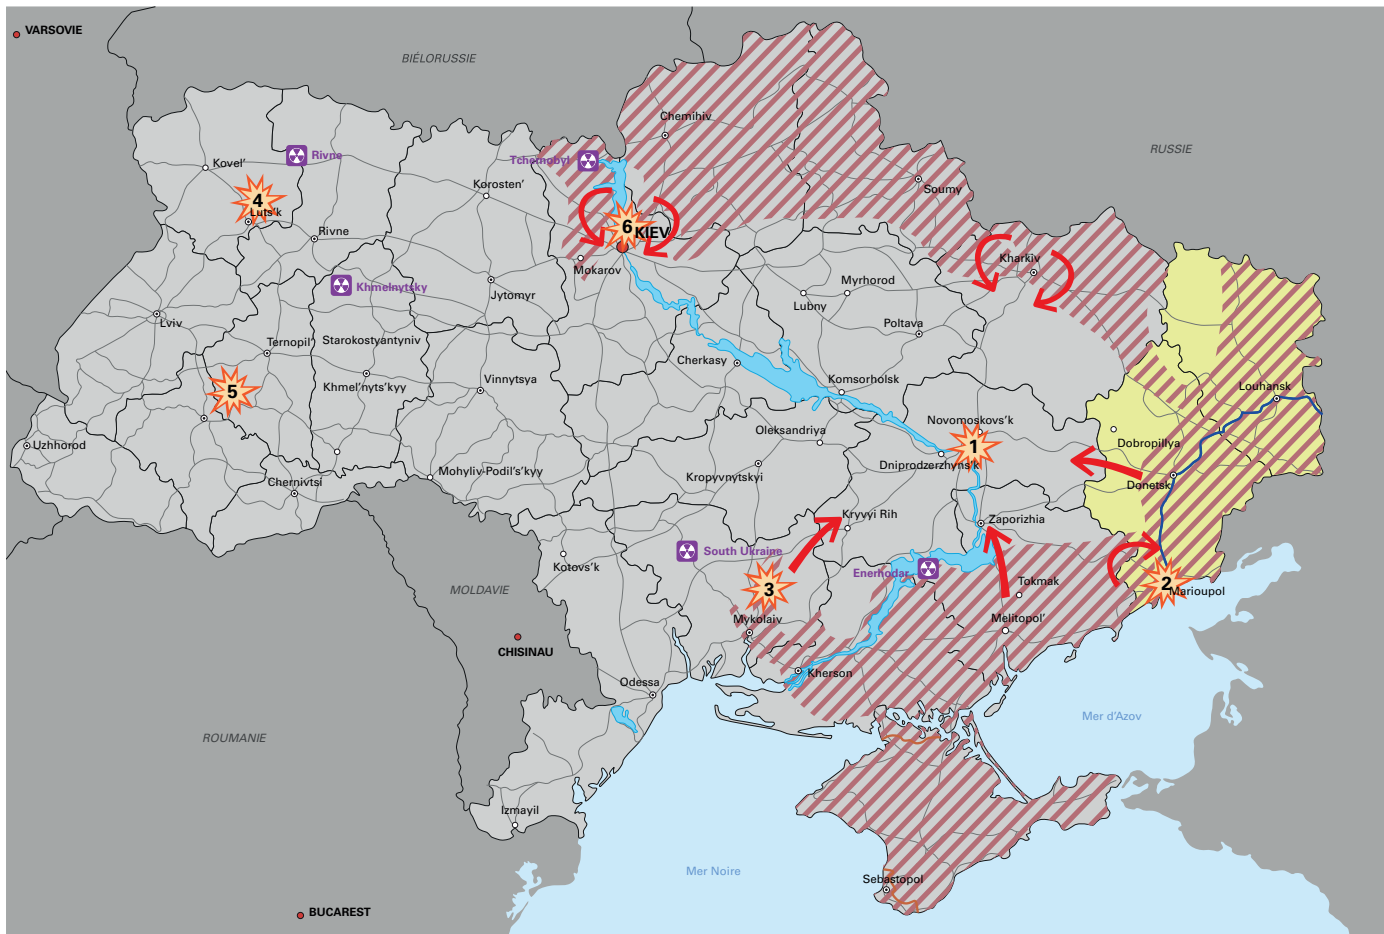 VARSOVIE
BIÉLORUSSIE
RUSSIE
Chemihiv
Rivne
Tchernobyl
Kovel'
Korosten'
Soumy
4
Luts'k
Rivne
6
KIEV
Kharkiv
Mokarov
Khmelnytsky
Jytomyr
Myrhorod
Lubny
Lviv
Poltava
Ternopil'
Starokostyantyniv
Cherkasy
Khmel'nyts'kyy
Vinnytsya
Komsorholsk
Louhansk
5
Novomoskovs'k
Oleksandriya
1
Dobropillya
Uzhhorod
Dniprodzerzhyns'k
Mohyliv-Podil's'kyy
Kropyvnytskyi
Donetsk
Chernivtsi
Kryvyi Rih
Zaporizhia
South Ukraine
Kotovs'k
Enerhodar
Tokmak
2
Marioupol
3
MOLDAVIE
Mykolaiv
Melitopol'
CHISINAU
Kherson
Odessa
Mer d'Azov
ROUMANIE
Izmayil
Mer Noire
Sebastopol
BUCAREST